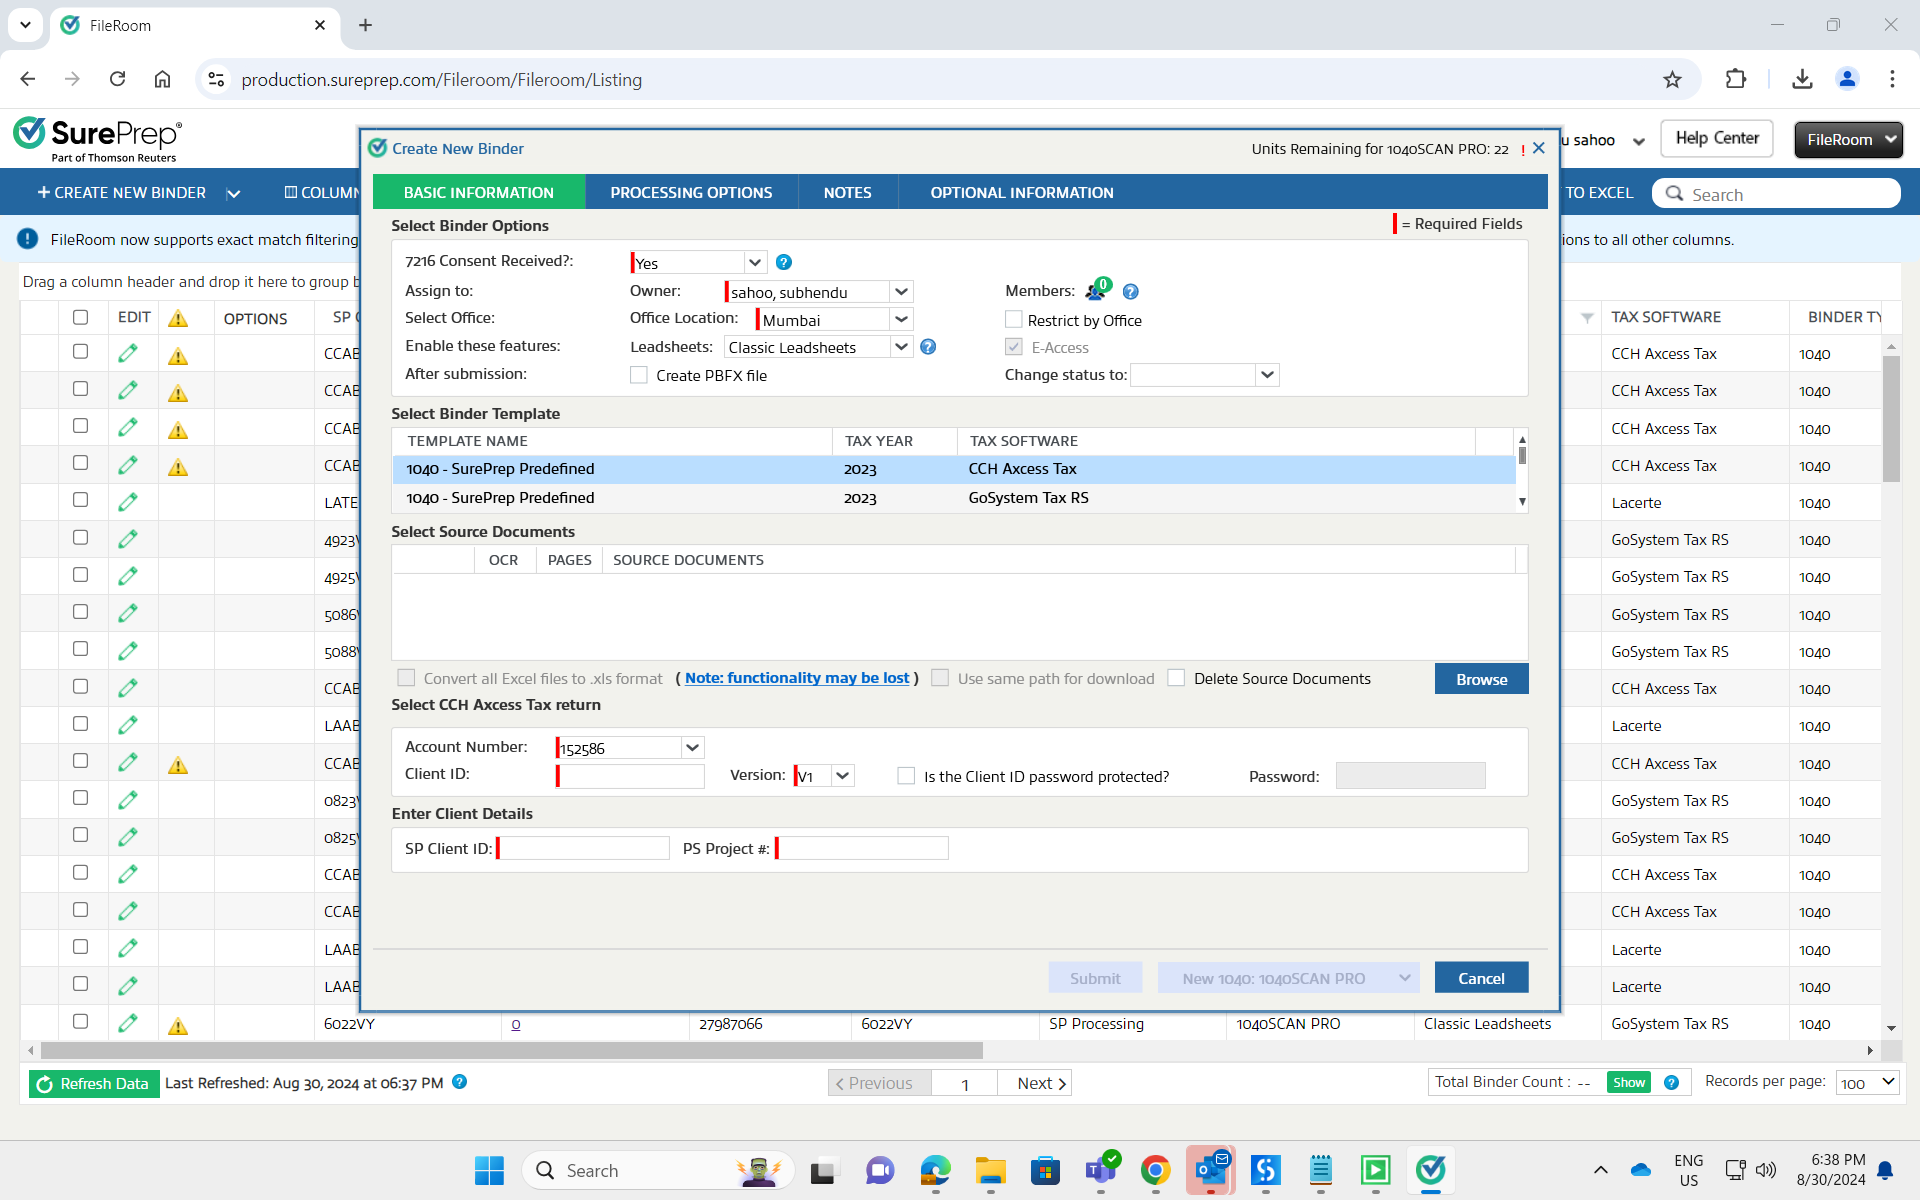 FileRoom
production.sureprep.com/Fileroom/Fileroom/Listing
SurePrep®
Part of Thomson Reuters
u sahoo
Help Center
FileRoom
+ CREATE NEW BINDER
COLUMN
TO EXCEL
Search
FileRoom now supports exact match filtering
ions to all other columns.
Drag a column header and drop it here to group b
EDIT OPTIONS SP C TAX SOFTWARE BINDER TY
CCAB CCH Axcess Tax 1040
CCAB CCH Axcess Tax 1040
CCAB CCH Axcess Tax 1040
CCAB CCH Axcess Tax 1040
LATE Lacerte 1040
4923V GoSystem Tax RS 1040
4925V GoSystem Tax RS 1040
5086V GoSystem Tax RS 1040
5088V GoSystem Tax RS 1040
CCAB CCH Axcess Tax 1040
LAAB Lacerte 1040
CCAB CCH Axcess Tax 1040
0823V GoSystem Tax RS 1040
0825V GoSystem Tax RS 1040
CCAB CCH Axcess Tax 1040
CCAB CCH Axcess Tax 1040
LAAB Lacerte 1040
LAAB Lacerte 1040
6022VY 0 27987066 6022VY SP Processing 1040SCAN PRO Classic Leadsheets GoSystem Tax RS 1040
Create New Binder
Units Remaining for 1040SCAN PRO: 22 !
BASIC INFORMATION PROCESSING OPTIONS NOTES OPTIONAL INFORMATION
Select Binder Options
= Required Fields
7216 Consent Received?: Yes
Assign to: Owner: sahoo, subhendu Members: 0
Select Office: Office Location: Mumbai Restrict by Office
Enable these features: Leadsheets: Classic Leadsheets E-Access
After submission: Create PBFX file Change status to:
Select Binder Template
TEMPLATE NAME TAX YEAR TAX SOFTWARE
1040 - SurePrep Predefined 2023 CCH Axcess Tax
1040 - SurePrep Predefined 2023 GoSystem Tax RS
Select Source Documents
OCR PAGES SOURCE DOCUMENTS
Convert all Excel files to .xls format ( Note: functionality may be lost ) Use same path for download Delete Source Documents Browse
Select CCH Axcess Tax return
Account Number: 152586
Client ID: Version: V1 Is the Client ID password protected? Password:
Enter Client Details
SP Client ID: PS Project #:
Submit New 1040: 1040SCAN PRO Cancel
Refresh Data Last Refreshed: Aug 30, 2024 at 06:37 PM
< Previous 1 Next >
Total Binder Count : -- Show Records per page: 100
Search
ENG
US
6:38 PM
8/30/2024